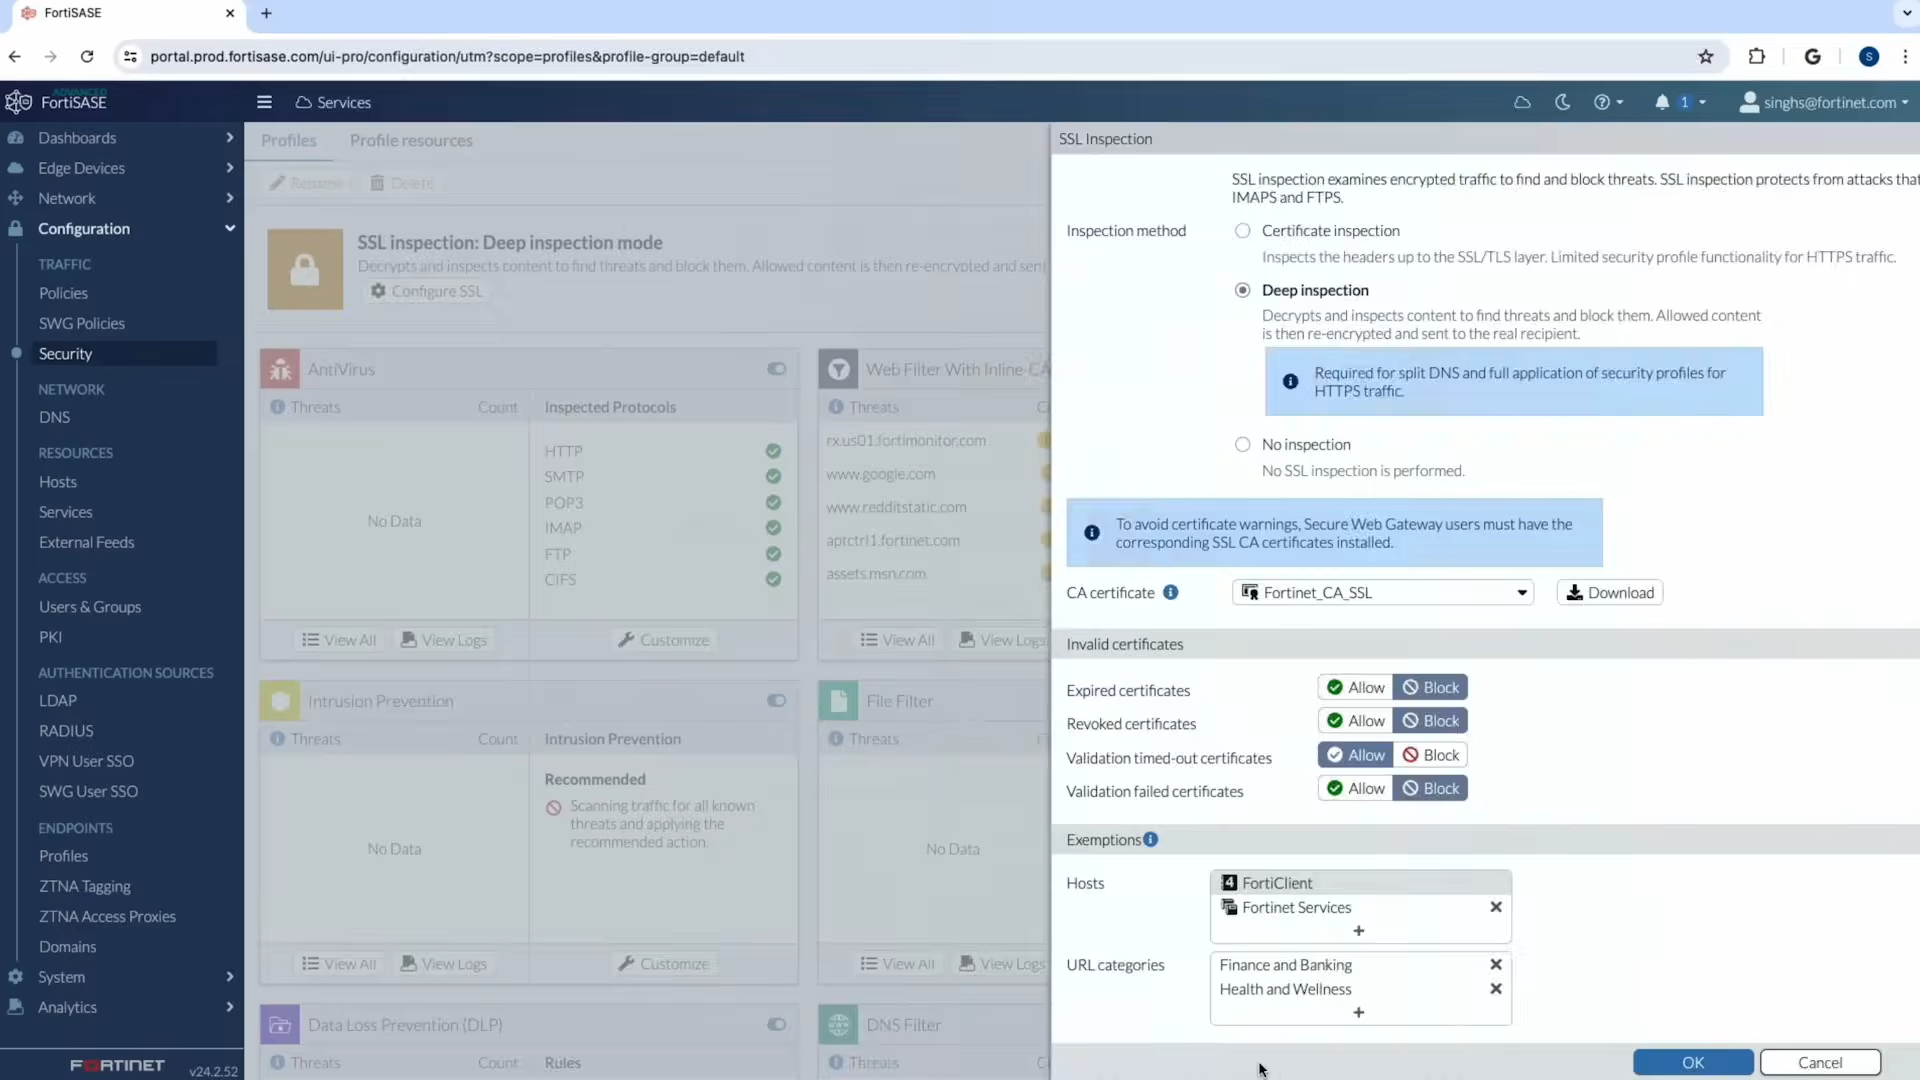 FortiSASE
portal.prod.fortisase.com/ui-pro/configuration/utm?scope=profiles&profile-group=default
S
ADVANCED
FortiSASE
Services
1
singhs@fortinet.com
Dashboards
Edge Devices
Network
Configuration
TRAFFIC
Policies
SWG Policies
Security
NETWORK
DNS
RESOURCES
Hosts
Services
External Feeds
ACCESS
Users & Groups
PKI
AUTHENTICATION SOURCES
LDAP
RADIUS
VPN User SSO
SWG User SSO
ENDPOINTS
Profiles
ZTNA Tagging
ZTNA Access Proxies
Domains
System
Analytics
FORTINET
v24.2.52
Profiles
Profile resources
Rename
Delete
SSL inspection: Deep inspection mode
Decrypts and inspects content to find threats and block them. Allowed content is then re-encrypted and sen
Configure SSL
AntiVirus
Threats
Count
Inspected Protocols
No Data
HTTP
SMTP
POP3
IMAP
FTP
CIFS
View All
View Logs
Customize
Web Filter With Inline-CA
Threats
rx.us01.fortimonitor.com
www.google.com
www.redditstatic.com
aptctrl1.fortinet.com
assets.msn.com
View All
View Logs
Intrusion Prevention
Threats
Count
Intrusion Prevention
No Data
Recommended
Scanning traffic for all known
threats and applying the
recommended action.
View All
View Logs
Customize
File Filter
Threats
No Data
View All
View Logs
Data Loss Prevention (DLP)
Threats
Count
Rules
DNS Filter
Threats
SSL Inspection
SSL inspection examines encrypted traffic to find and block threats. SSL inspection protects from attacks that
IMAPS and FTPS.
Inspection method
Certificate inspection
Inspects the headers up to the SSL/TLS layer. Limited security profile functionality for HTTPS traffic.
Deep inspection
Decrypts and inspects content to find threats and block them. Allowed content
is then re-encrypted and sent to the real recipient.
Required for split DNS and full application of security profiles for
HTTPS traffic.
No inspection
No SSL inspection is performed.
To avoid certificate warnings, Secure Web Gateway users must have the
corresponding SSL CA certificates installed.
CA certificate
Fortinet_CA_SSL
Download
Invalid certificates
Expired certificates
Allow
Block
Revoked certificates
Allow
Block
Validation timed-out certificates
Allow
Block
Validation failed certificates
Allow
Block
Exemptions
Hosts
4 FortiClient
Fortinet Services
URL categories
Finance and Banking
Health and Wellness
OK
Cancel